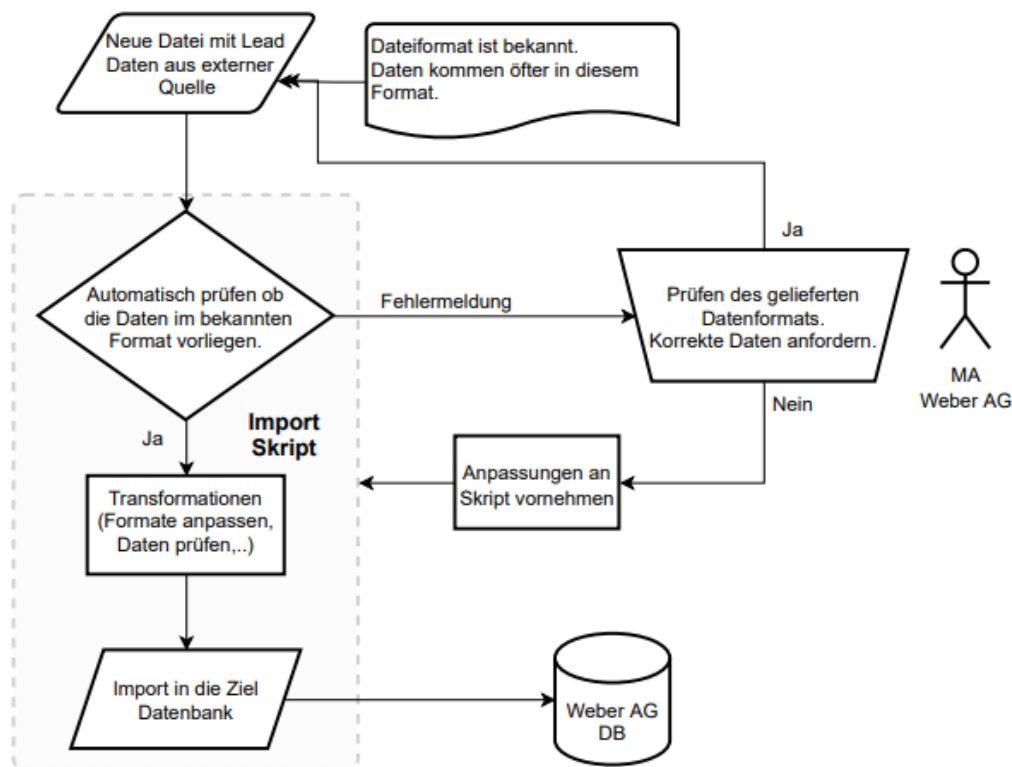 Neue Datei mit Lead
Daten aus externer
Quelle
Dateiformat ist bekannt.
Daten kommen öfter in diesem
Format.
Automatisch prüfen ob
die Daten im bekannten
Format vorliegen.
Fehlermeldung
Ja
Prüfen des gelieferten
Datenformats.
Korrekte Daten anfordern.
MA
Weber AG
Nein
Ja
Import
Skript
Anpassungen an
Skript vornehmen
Transformationen
(Formate anpassen,
Daten prüfen,..)
Import in die Ziel
Datenbank
Weber AG
DB